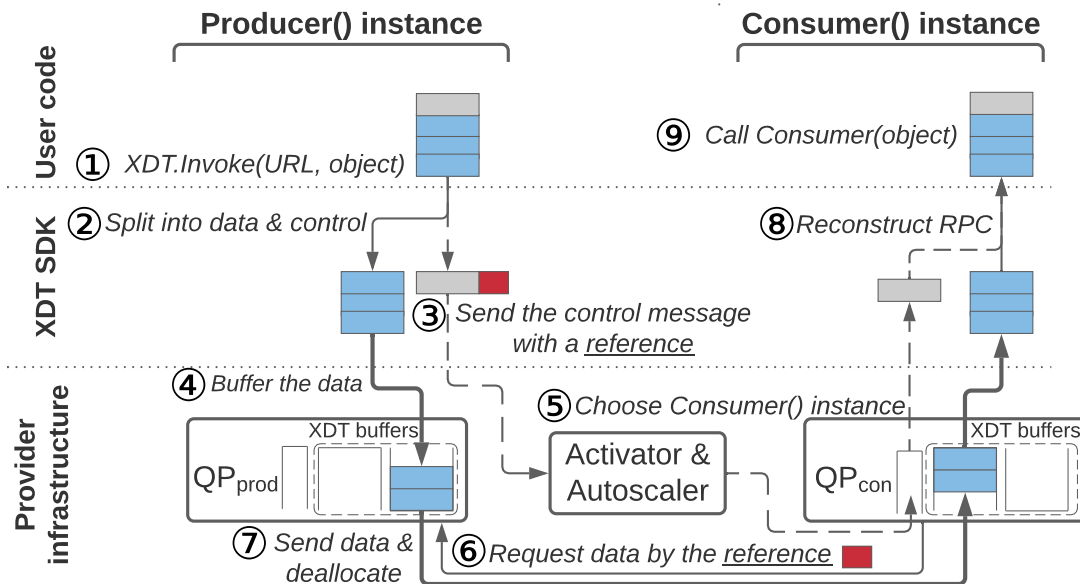 Producer() instance
Consumer() instance
User code
① XDT.Invoke(URL, object)
⑨ Call Consumer(object)
XDT SDK
② Split into data & control
③ Send the control message
with a reference
⑧ Reconstruct RPC
Provider
infrastructure
④ Buffer the data
⑤ Choose Consumer() instance
XDT buffers
QPprod
Activator &
Autoscaler
XDT buffers
QPcon
⑦ Send data &
deallocate
⑥ Request data by the reference